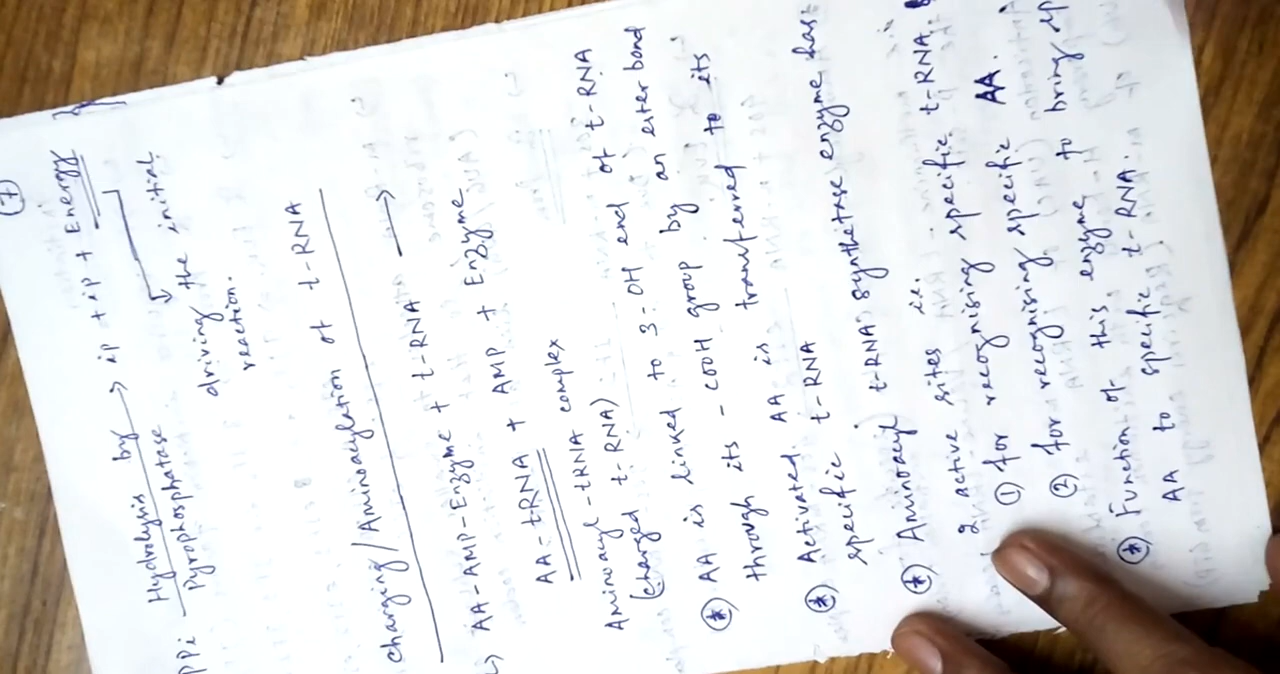 (7)
PPi - Hydrolysis by → ip + ip + Energy
Pyrophosphatase
driving the initial
reaction.
Charging/Aminoacylation of t-RNA
AA-AMP-Enzyme + t-RNA →
AA-tRNA + AMP + Enzyme
AA-tRNA complex
Aminoacyl-tRNA
(charged t-RNA)
* AA is linked to 3-OH end of t-RNA
through its -COOH group by an ester bond
* Activated AA is transferred to its
specific t-RNA
* Aminoacyl t-RNA synthetase enzyme has
2 active sites i.e.
① for recognising specific t-RNA &
② for recognising specific AA.
* Function of this enzyme to bring sp
AA to specific t-RNA.